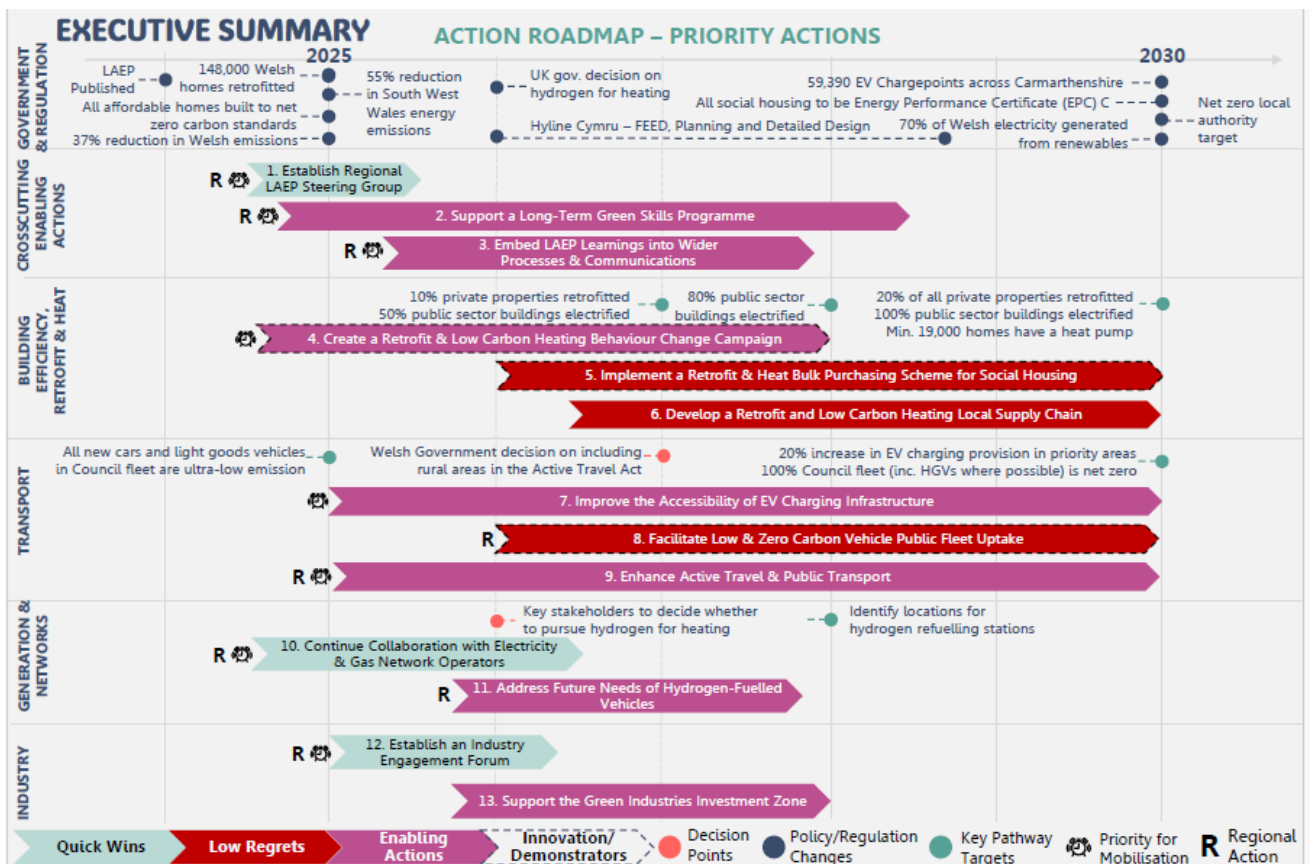 EXECUTIVE SUMMARY
ACTION ROADMAP – PRIORITY ACTIONS
2025
2030
GOVERNMENT
& REGULATION
LAEP
Published
148,000 Welsh
homes retrofitted
All affordable homes built to net
zero carbon standards
37% reduction in Welsh emissions
55% reduction
in South West
Wales energy
emissions
UK gov. decision on
hydrogen for heating
Hyline Cymru – FEED, Planning and Detailed Design
59,390 EV Chargepoints across Carmarthenshire
All social housing to be Energy Performance Certificate (EPC) C
70% of Welsh electricity generated
from renewables
Net zero local
authority
target
CROSSCUTTING
ENABLING
ACTIONS
R
1. Establish Regional
LAEP Steering Group
R
2. Support a Long-Term Green Skills Programme
R
3. Embed LAEP Learnings into Wider
Processes & Communications
BUILDING
EFFICIENCY,
RETROFIT & HEAT
10% private properties retrofitted
50% public sector buildings electrified
80% public sector
buildings electrified
20% of all private properties retrofitted
100% public sector buildings electrified
Min. 19,000 homes have a heat pump
4. Create a Retrofit & Low Carbon Heating Behaviour Change Campaign
5. Implement a Retrofit & Heat Bulk Purchasing Scheme for Social Housing
6. Develop a Retrofit and Low Carbon Heating Local Supply Chain
TRANSPORT
All new cars and light goods vehicles
in Council fleet are ultra-low emission
Welsh Government decision on including
rural areas in the Active Travel Act
20% increase in EV charging provision in priority areas
100% Council fleet (inc. HGVs where possible) is net zero
7. Improve the Accessibility of EV Charging Infrastructure
R
8. Facilitate Low & Zero Carbon Vehicle Public Fleet Uptake
R
9. Enhance Active Travel & Public Transport
GENERATION &
NETWORKS
Key stakeholders to decide whether
to pursue hydrogen for heating
Identify locations for
hydrogen refuelling stations
R
10. Continue Collaboration with Electricity
& Gas Network Operators
R
11. Address Future Needs of Hydrogen-Fuelled
Vehicles
INDUSTRY
R
12. Establish an Industry
Engagement Forum
13. Support the Green Industries Investment Zone
Quick Wins
Low Regrets
Enabling
Actions
Innovation/
Demonstrators
Decision
Points
Policy/Regulation
Changes
Key Pathway
Targets
Priority for
Mobilisation
R
Regional
Action